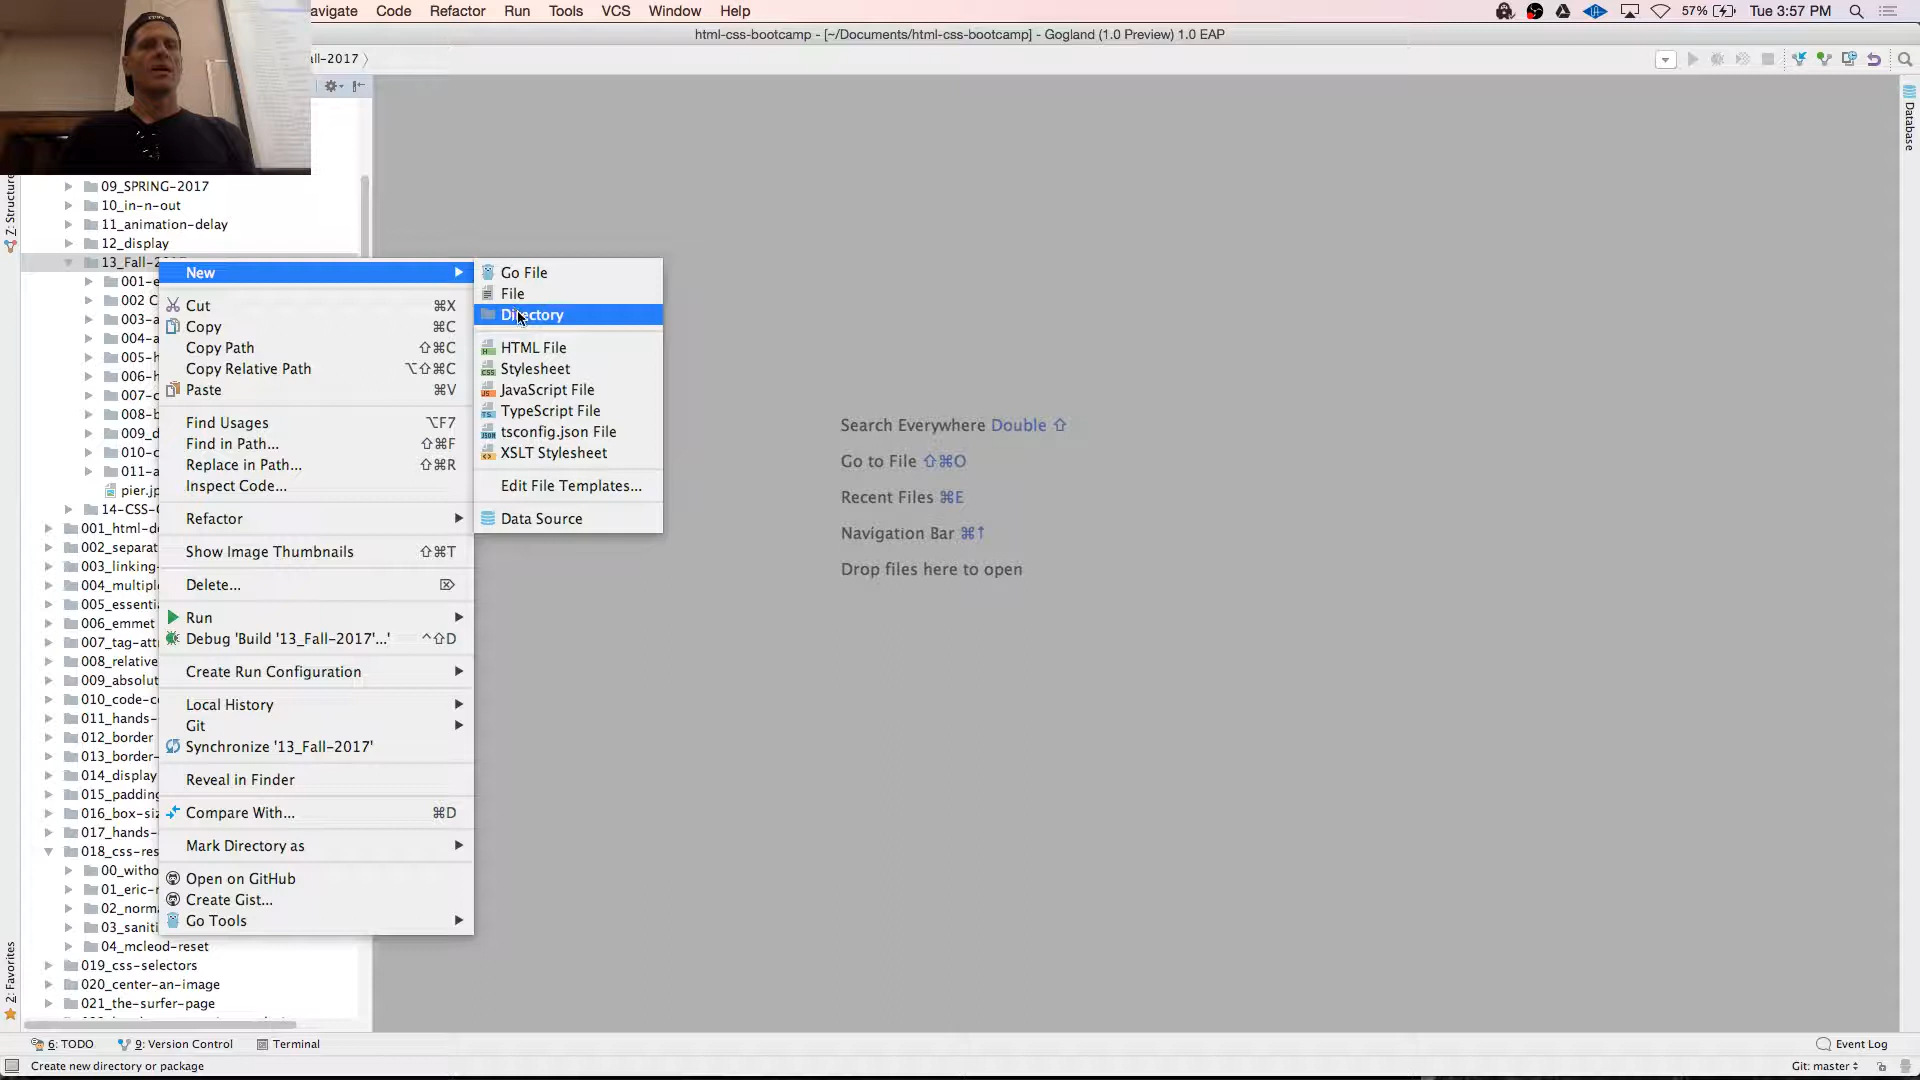 avigate Code Refactor Run Tools VCS Window Help 57% Tue 3:57 PM
html-css-bootcamp - [~/Documents/html-css-bootcamp] - Gogland (1.0 Preview) 1.0 EAP
all-2017
Z: Structure
Database
09_SPRING-2017
10_in-n-out
11_animation-delay
12_display
13_Fall-2
001-e
002 C
003-a
004-a
005-h
006-h
007-c
008-b
009_d
010-c
011-a
pier.jp
14-CSS-
001_html-d
002_separat
003_linking-
004_multipl
005_essenti
006_emmet
007_tag-att
008_relative
009_absolut
010_code-c
011_hands-
012_border
013_border-
014_display
015_paddin
016_box-siz
017_hands-
018_css-res
00_witho
01_eric-r
02_norm
03_saniti
04_mcleod-reset
019_css-selectors
020_center-an-image
021_the-surfer-page
2: Favorites
New
Cut ⌘X
Copy ⌘C
Copy Path ⇧⌘C
Copy Relative Path ⌥⇧⌘C
Paste ⌘V
Find Usages ⌥F7
Find in Path... ⇧⌘F
Replace in Path... ⇧⌘R
Inspect Code...
Refactor
Show Image Thumbnails ⇧⌘T
Delete... ⌦
Run
Debug 'Build '13_Fall-2017'...' ^⇧D
Create Run Configuration
Local History
Git
Synchronize '13_Fall-2017'
Reveal in Finder
Compare With... ⌘D
Mark Directory as
Open on GitHub
Create Gist...
Go Tools
Go File
File
Directory
HTML File
Stylesheet
JavaScript File
TypeScript File
tsconfig.json File
XSLT Stylesheet
Edit File Templates...
Data Source
Search Everywhere Double ⇧
Go to File ⇧⌘O
Recent Files ⌘E
Navigation Bar ⌘↑
Drop files here to open
6: TODO 9: Version Control Terminal Event Log
Create new directory or package Git: master